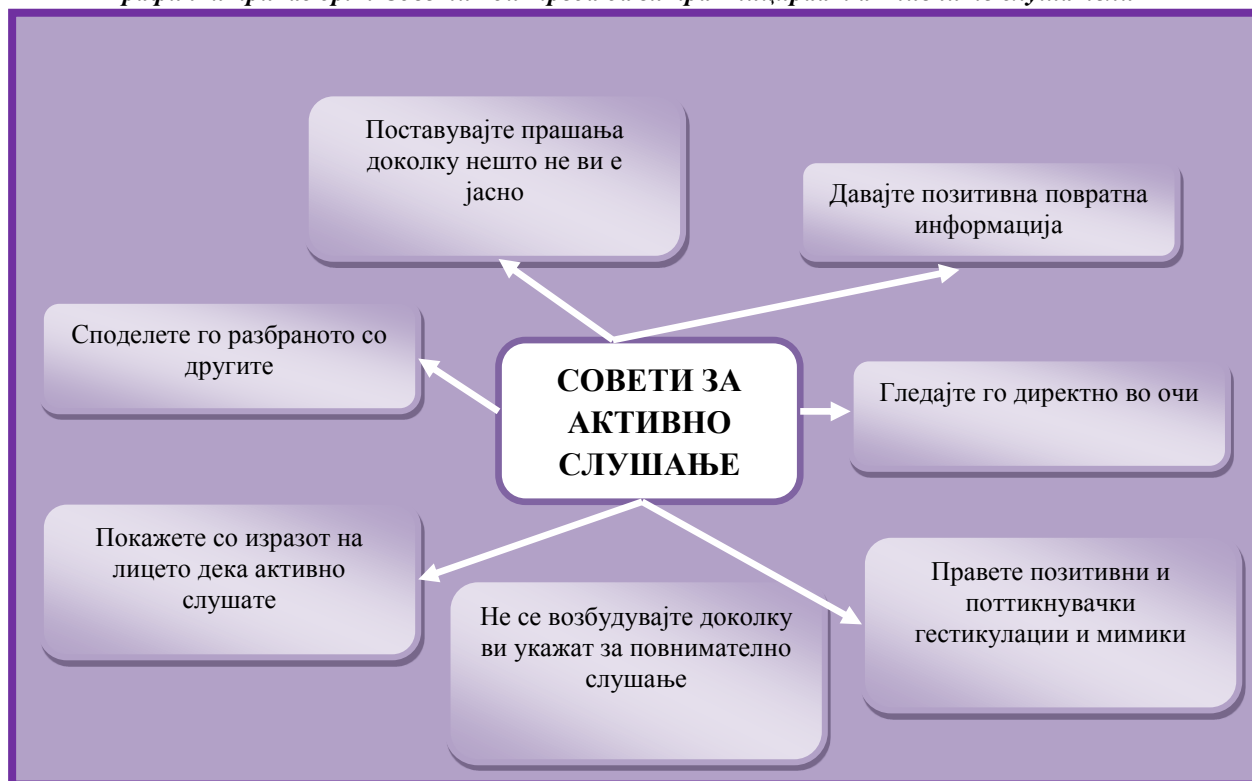 Поставувајте прашања
доколку нешто не ви е
јасно
Давајте позитивна повратна
информација
Споделете го разбраното со
другите
СОВЕТИ ЗА
АКТИВНО
СЛУШАЊЕ
Гледајте го директно во очи
Покажете со изразот на
лицето дека активно
слушате
Не се возбудувајте доколку
ви укажат за повнимателно
слушање
Правете позитивни и
поттикнувачки
гестикулации и мимики